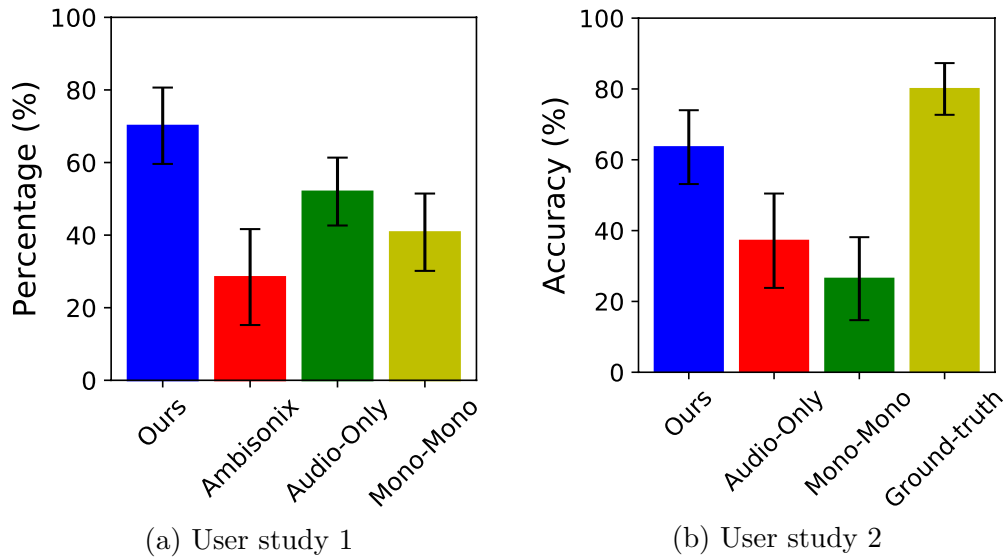 100
80
60
40
20
0
Percentage (%)
Ours
Ambisonix
Audio-Only
Mono-Mono
(a) User study 1
100
80
60
40
20
0
Accuracy (%)
Ours
Audio-Only
Mono-Mono
Ground-truth
(b) User study 2